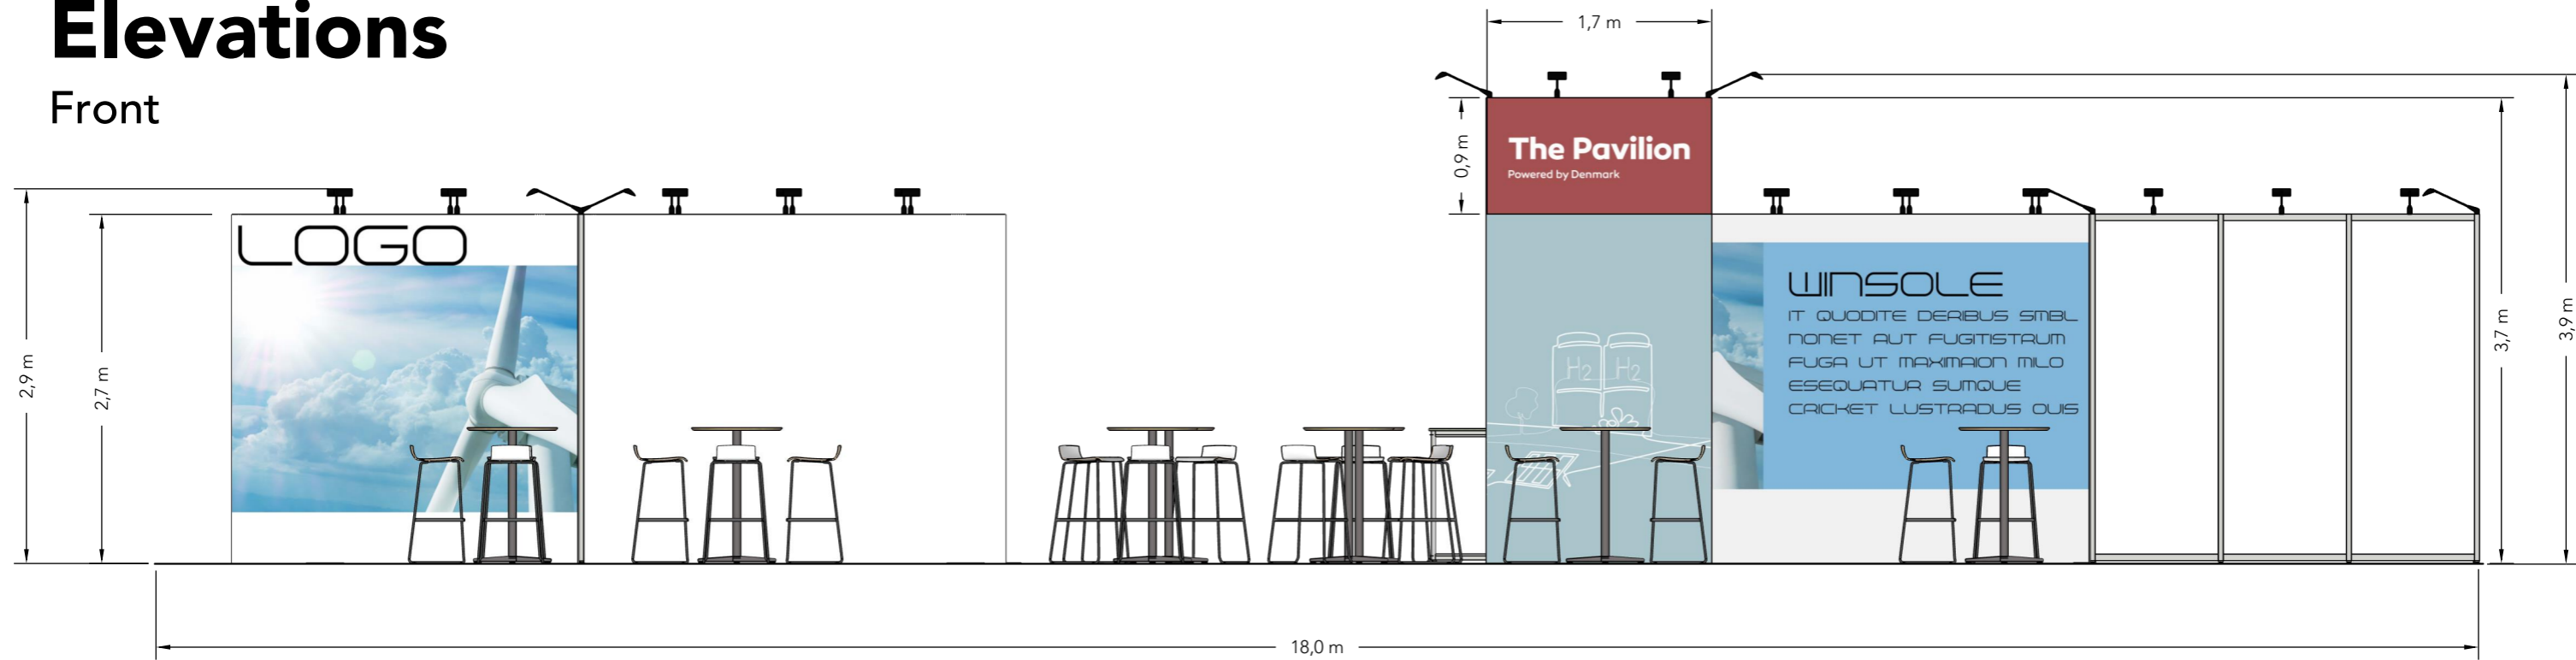 Elevations
Front
1,7 m
0,9 m
The Pavilion
Powered by Denmark
LOGO
2,9 m
2,7 m
WINSOLE
IT QUODITE DERIBUS SMBL
NONET AUT FUGITISTRUM
FUGA UT MAXIMAION MILO
ESEQUATUR SUMQUE
CRICKET LUSTRADUS OUIS
H2 H2
3,7 m
3,9 m
18,0 m